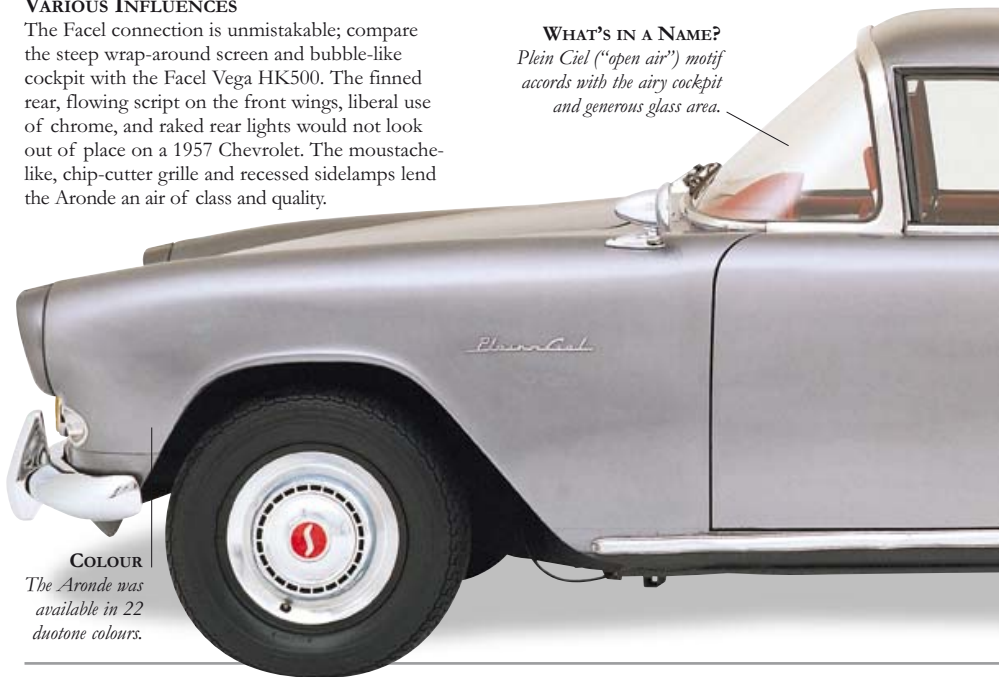 VARIOUS INFLUENCES
The Facel connection is unmistakable; compare
the steep wrap-around screen and bubble-like
cockpit with the Facel Vega HK500. The finned
rear, flowing script on the front wings, liberal use
of chrome, and raked rear lights would not look
out of place on a 1957 Chevrolet. The moustache-
like, chip-cutter grille and recessed sidelamps lend
the Aronde an air of class and quality.
WHAT'S IN A NAME?
Plein Ciel ("open air") motif
accords with the airy cockpit
and generous glass area.
Plein Ciel
COLOUR
The Aronde was
available in 22
duotone colours.